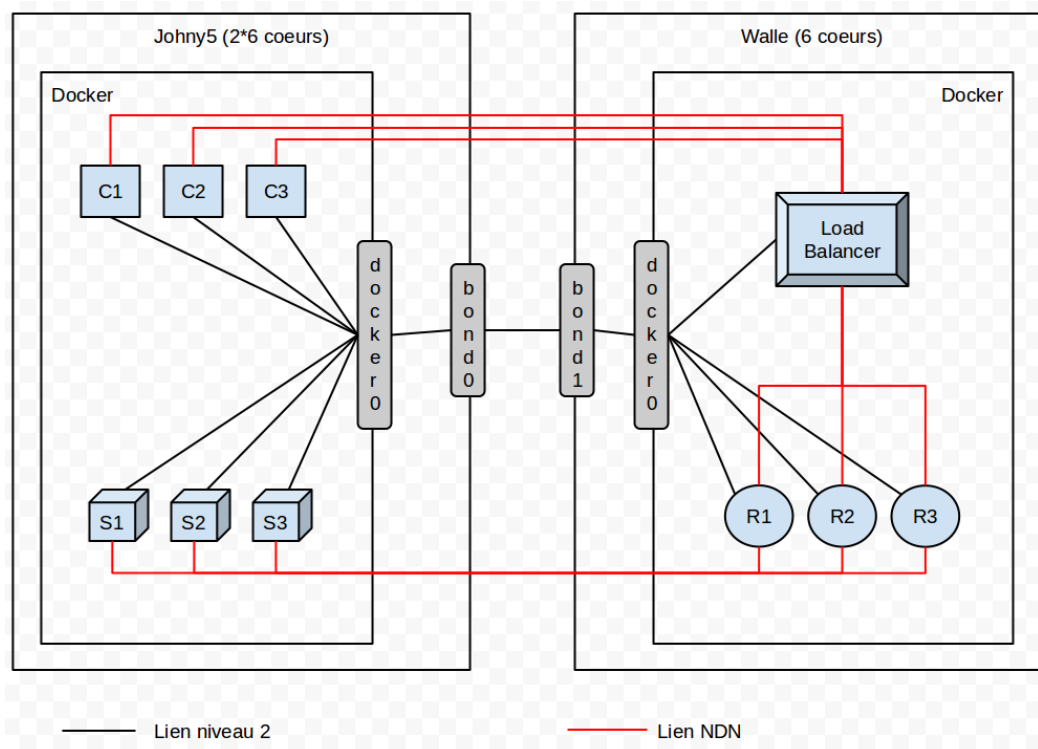 Johny5 (2*6 coeurs)
Walle (6 coeurs)
Docker
Docker
C1
C2
C3
Load
Balancer
docker0
bond0
bond1
docker0
S1
S2
S3
R1
R2
R3
Lien niveau 2
Lien NDN